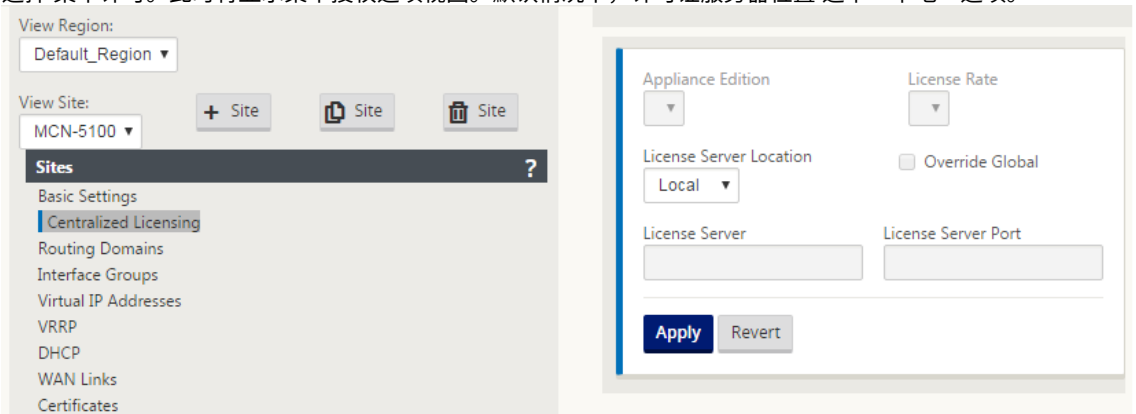 View Region:
Default_Region
View Site:
MCN-5100
+ Site
Site
Site
Sites ?
Basic Settings
Centralized Licensing
Routing Domains
Interface Groups
Virtual IP Addresses
VRRP
DHCP
WAN Links
Certificates
Appliance Edition
License Rate
License Server Location
Local
Override Global
License Server
License Server Port
Apply
Revert